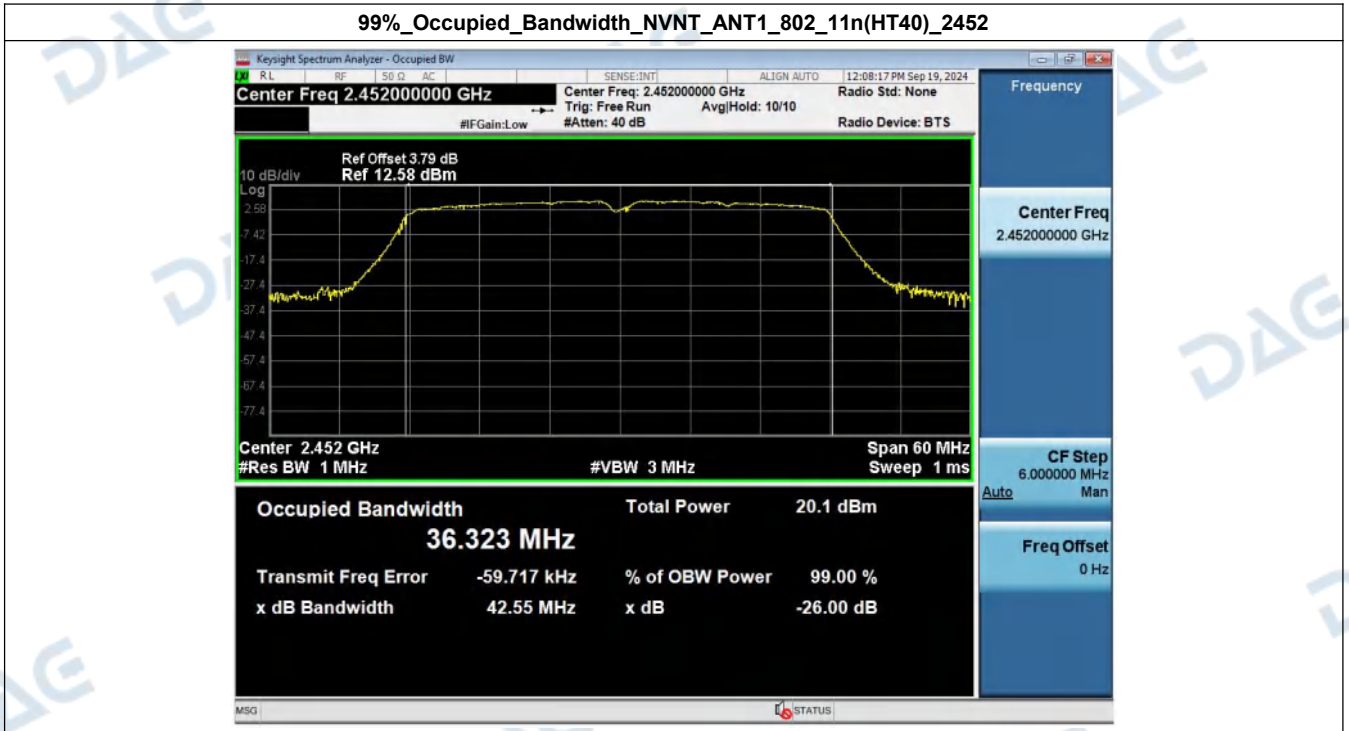 99%_Occupied_Bandwidth_NVNT_ANT1_802_11n(HT40)_2452
Keysight Spectrum Analyzer - Occupied BW
LXI RL RF 50 Ω AC SENSE:INT ALIGN AUTO 12:08:17 PM Sep 19, 2024
Center Freq 2.452000000 GHz Center Freq: 2.452000000 GHz Radio Std: None
Trig: Free Run Avg|Hold: 10/10
#IFGain:Low #Atten: 40 dB Radio Device: BTS
Ref Offset 3.79 dB
10 dB/div Ref 12.58 dBm
Log
2.58
-7.42
-17.4
-27.4
-37.4
-47.4
-57.4
-67.4
-77.4
Center 2.452 GHz Span 60 MHz
#Res BW 1 MHz #VBW 3 MHz Sweep 1 ms
Occupied Bandwidth Total Power 20.1 dBm
36.323 MHz
Transmit Freq Error -59.717 kHz % of OBW Power 99.00 %
x dB Bandwidth 42.55 MHz x dB -26.00 dB
Frequency
Center Freq
2.452000000 GHz
CF Step
6.000000 MHz
Auto Man
Freq Offset
0 Hz
MSG STATUS
DAG
DAG
DAG
DAG